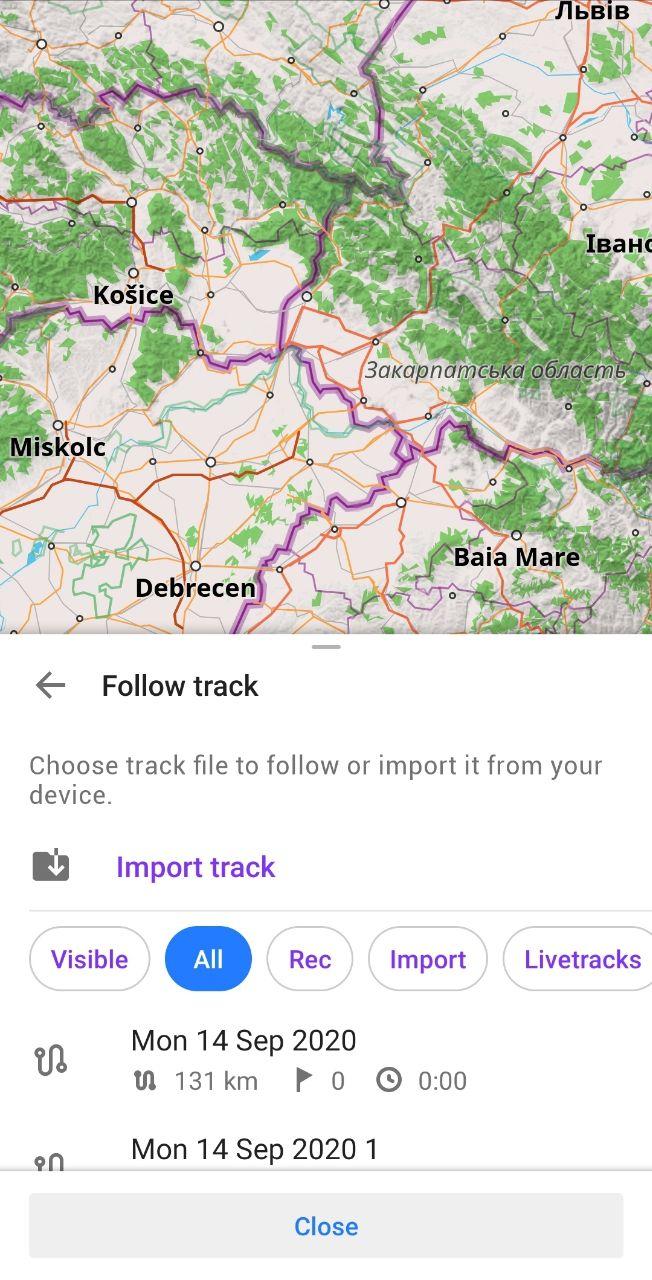 Львів
Івано
Košice
Закарпатська область
Miskolc
Baia Mare
Debrecen
Follow track
Choose track file to follow or import it from your
device.
Import track
Visible
All
Rec
Import
Livetracks
Mon 14 Sep 2020
131 km
0
0:00
Mon 14 Sep 2020 1
Close